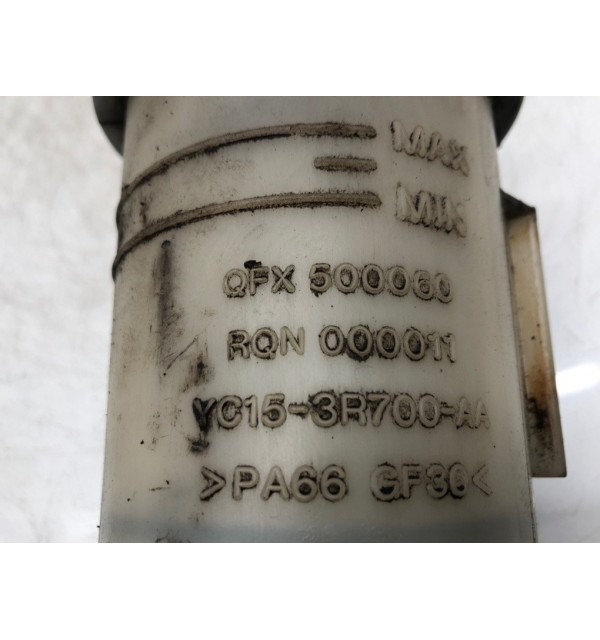 MAX
MIN
QFX 500060
RQN 000011
YC15-3R700-AA
>PA66 GF30<